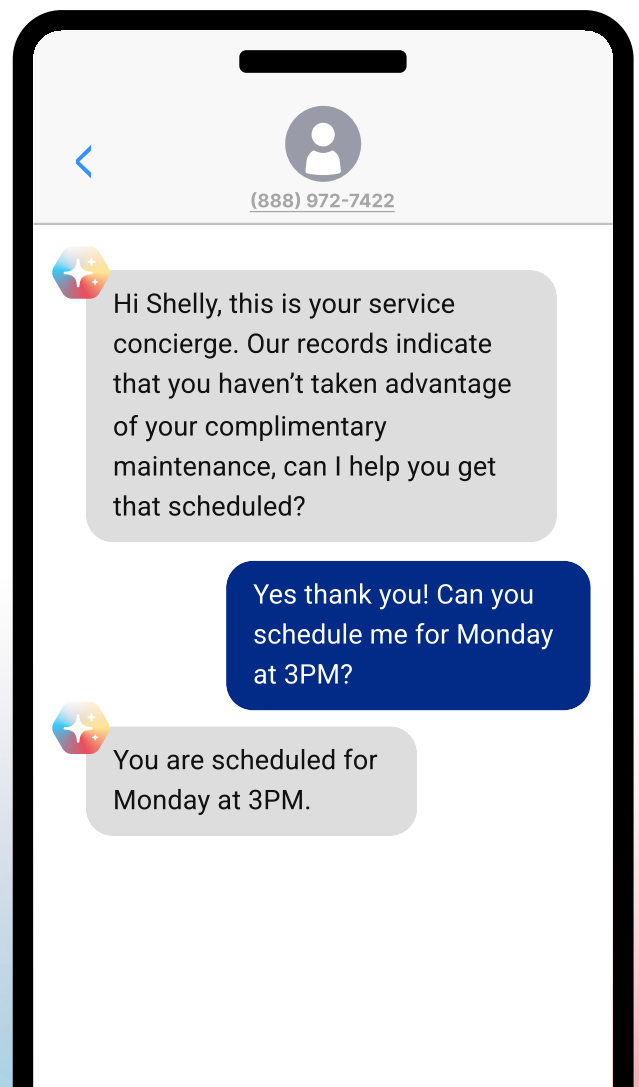 (888) 972-7422
Hi Shelly, this is your service
concierge. Our records indicate
that you haven’t taken advantage
of your complimentary
maintenance, can I help you get
that scheduled?
Yes thank you! Can you
schedule me for Monday
at 3PM?
You are scheduled for
Monday at 3PM.